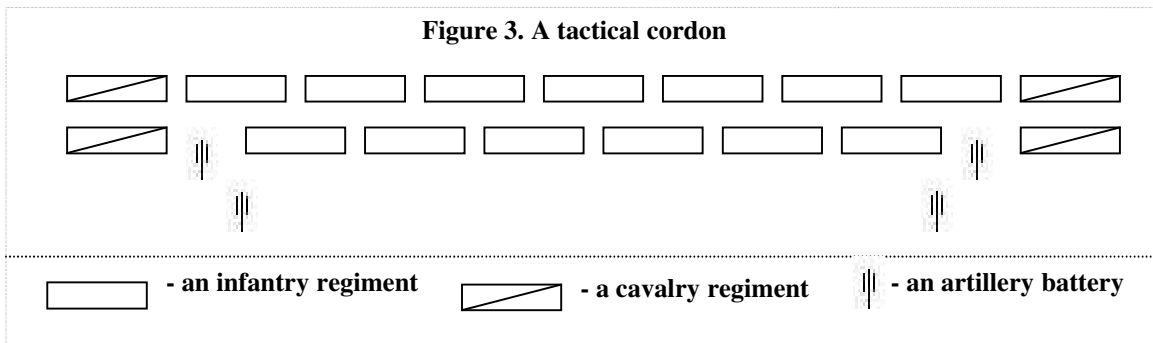 Figure 3. A tactical cordon
- an infantry regiment
- a cavalry regiment
- an artillery battery